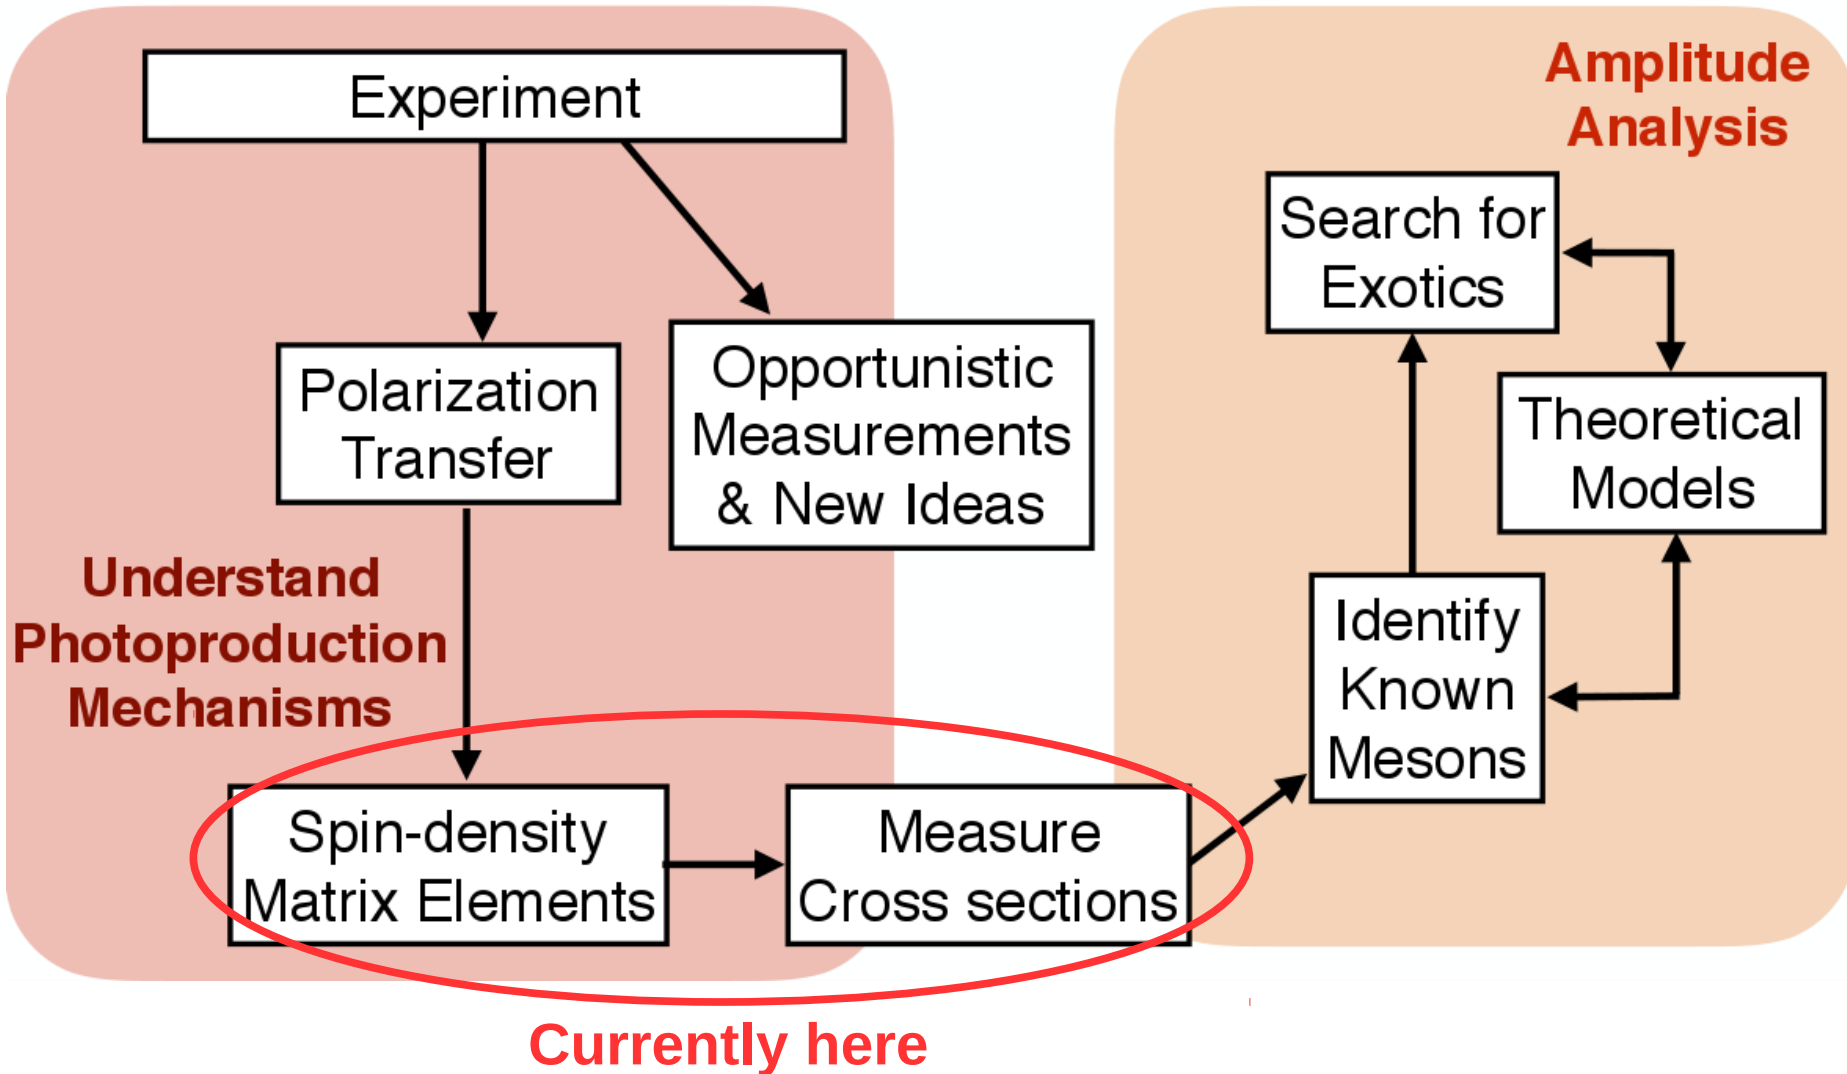 Experiment
Polarization
Transfer
Opportunistic
Measurements
& New Ideas
Understand
Photoproduction
Mechanisms
Spin-density
Matrix Elements
Measure
Cross sections
Currently here
Amplitude
Analysis
Search for
Exotics
Theoretical
Models
Identify
Known
Mesons